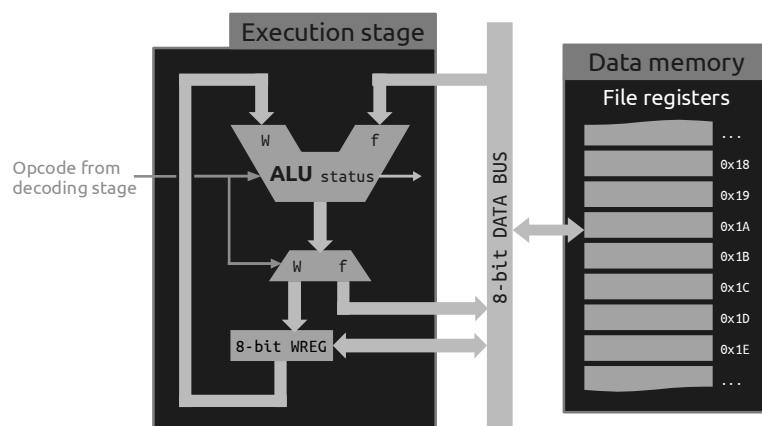 Execution stage
Data memory
File registers
W
f
...
Opcode from
decoding stage
ALU status
0x18
0x19
0x1A
8-bit DATA BUS
W
f
0x1B
0x1C
0x1D
8-bit WREG
0x1E
...